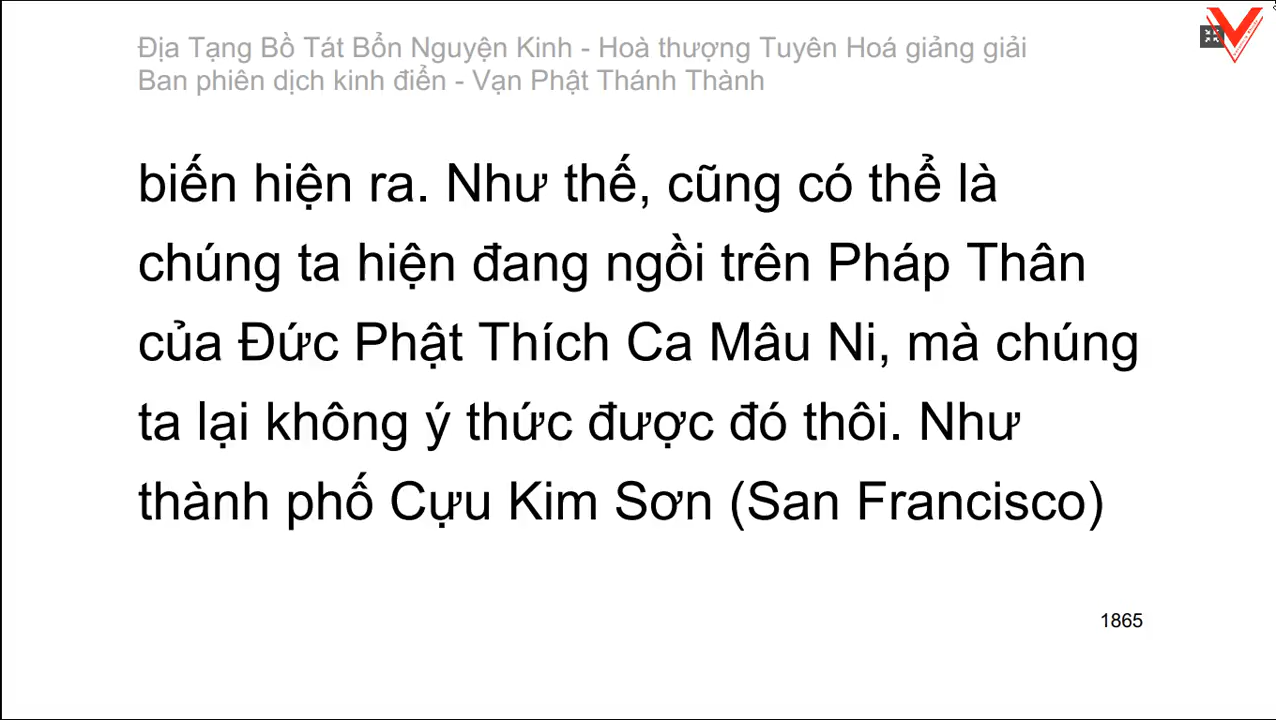 Địa Tạng Bồ Tát Bổn Nguyện Kinh - Hoà thượng Tuyên Hoá giảng giải
Ban phiên dịch kinh điển - Vạn Phật Thánh Thành
biến hiện ra. Như thế, cũng có thể là
chúng ta hiện đang ngồi trên Pháp Thân
của Đức Phật Thích Ca Mâu Ni, mà chúng
ta lại không ý thức được đó thôi. Như
thành phố Cựu Kim Sơn (San Francisco)
1865